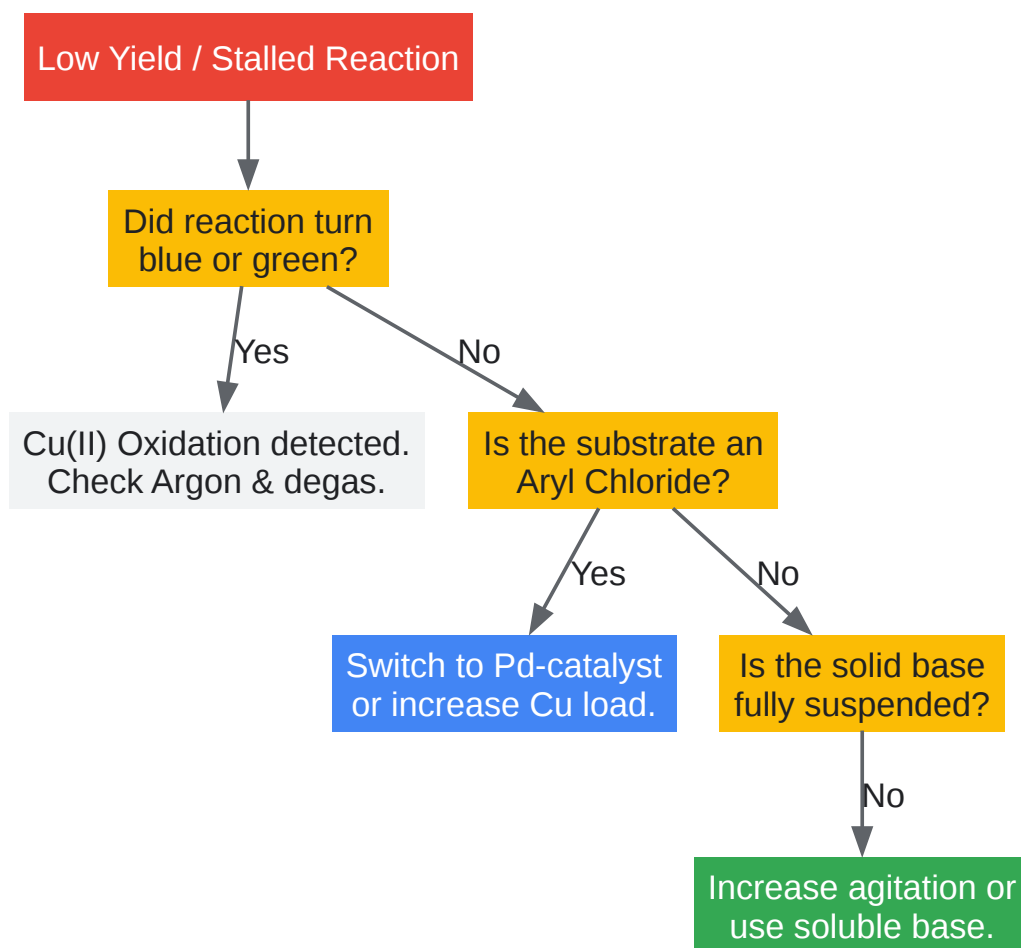 Low Yield / Stalled Reaction
Did reaction turn
blue or green?
Yes
No
Cu(II) Oxidation detected.
Check Argon & degas.
Is the substrate an
Aryl Chloride?
Yes
No
Switch to Pd-catalyst
or increase Cu load.
Is the solid base
fully suspended?
No
Increase agitation or
use soluble base.